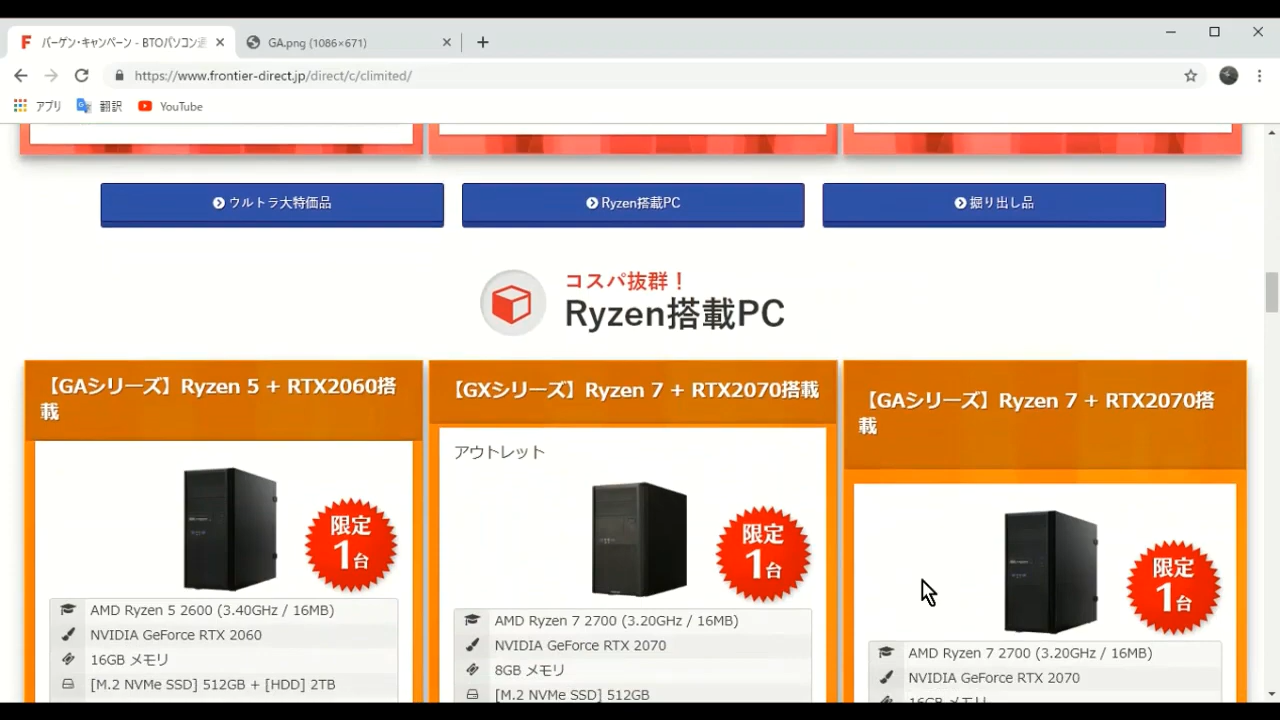 バーゲン・キャンペーン - BTOパソコン通
GA.png (1086×671)
https://www.frontier-direct.jp/direct/c/climited/
アプリ
翻訳
YouTube
ウルトラ大特価品
Ryzen搭載PC
掘り出し品
コスパ抜群！
Ryzen搭載PC
【GAシリーズ】Ryzen 5 + RTX2060搭
載
限定
1台
AMD Ryzen 5 2600 (3.40GHz / 16MB)
NVIDIA GeForce RTX 2060
16GB メモリ
[M.2 NVMe SSD] 512GB + [HDD] 2TB
【GXシリーズ】Ryzen 7 + RTX2070搭載
アウトレット
限定
1台
AMD Ryzen 7 2700 (3.20GHz / 16MB)
NVIDIA GeForce RTX 2070
8GB メモリ
[M.2 NVMe SSD] 512GB
【GAシリーズ】Ryzen 7 + RTX2070搭
載
限定
1台
AMD Ryzen 7 2700 (3.20GHz / 16MB)
NVIDIA GeForce RTX 2070
16GB メモリ